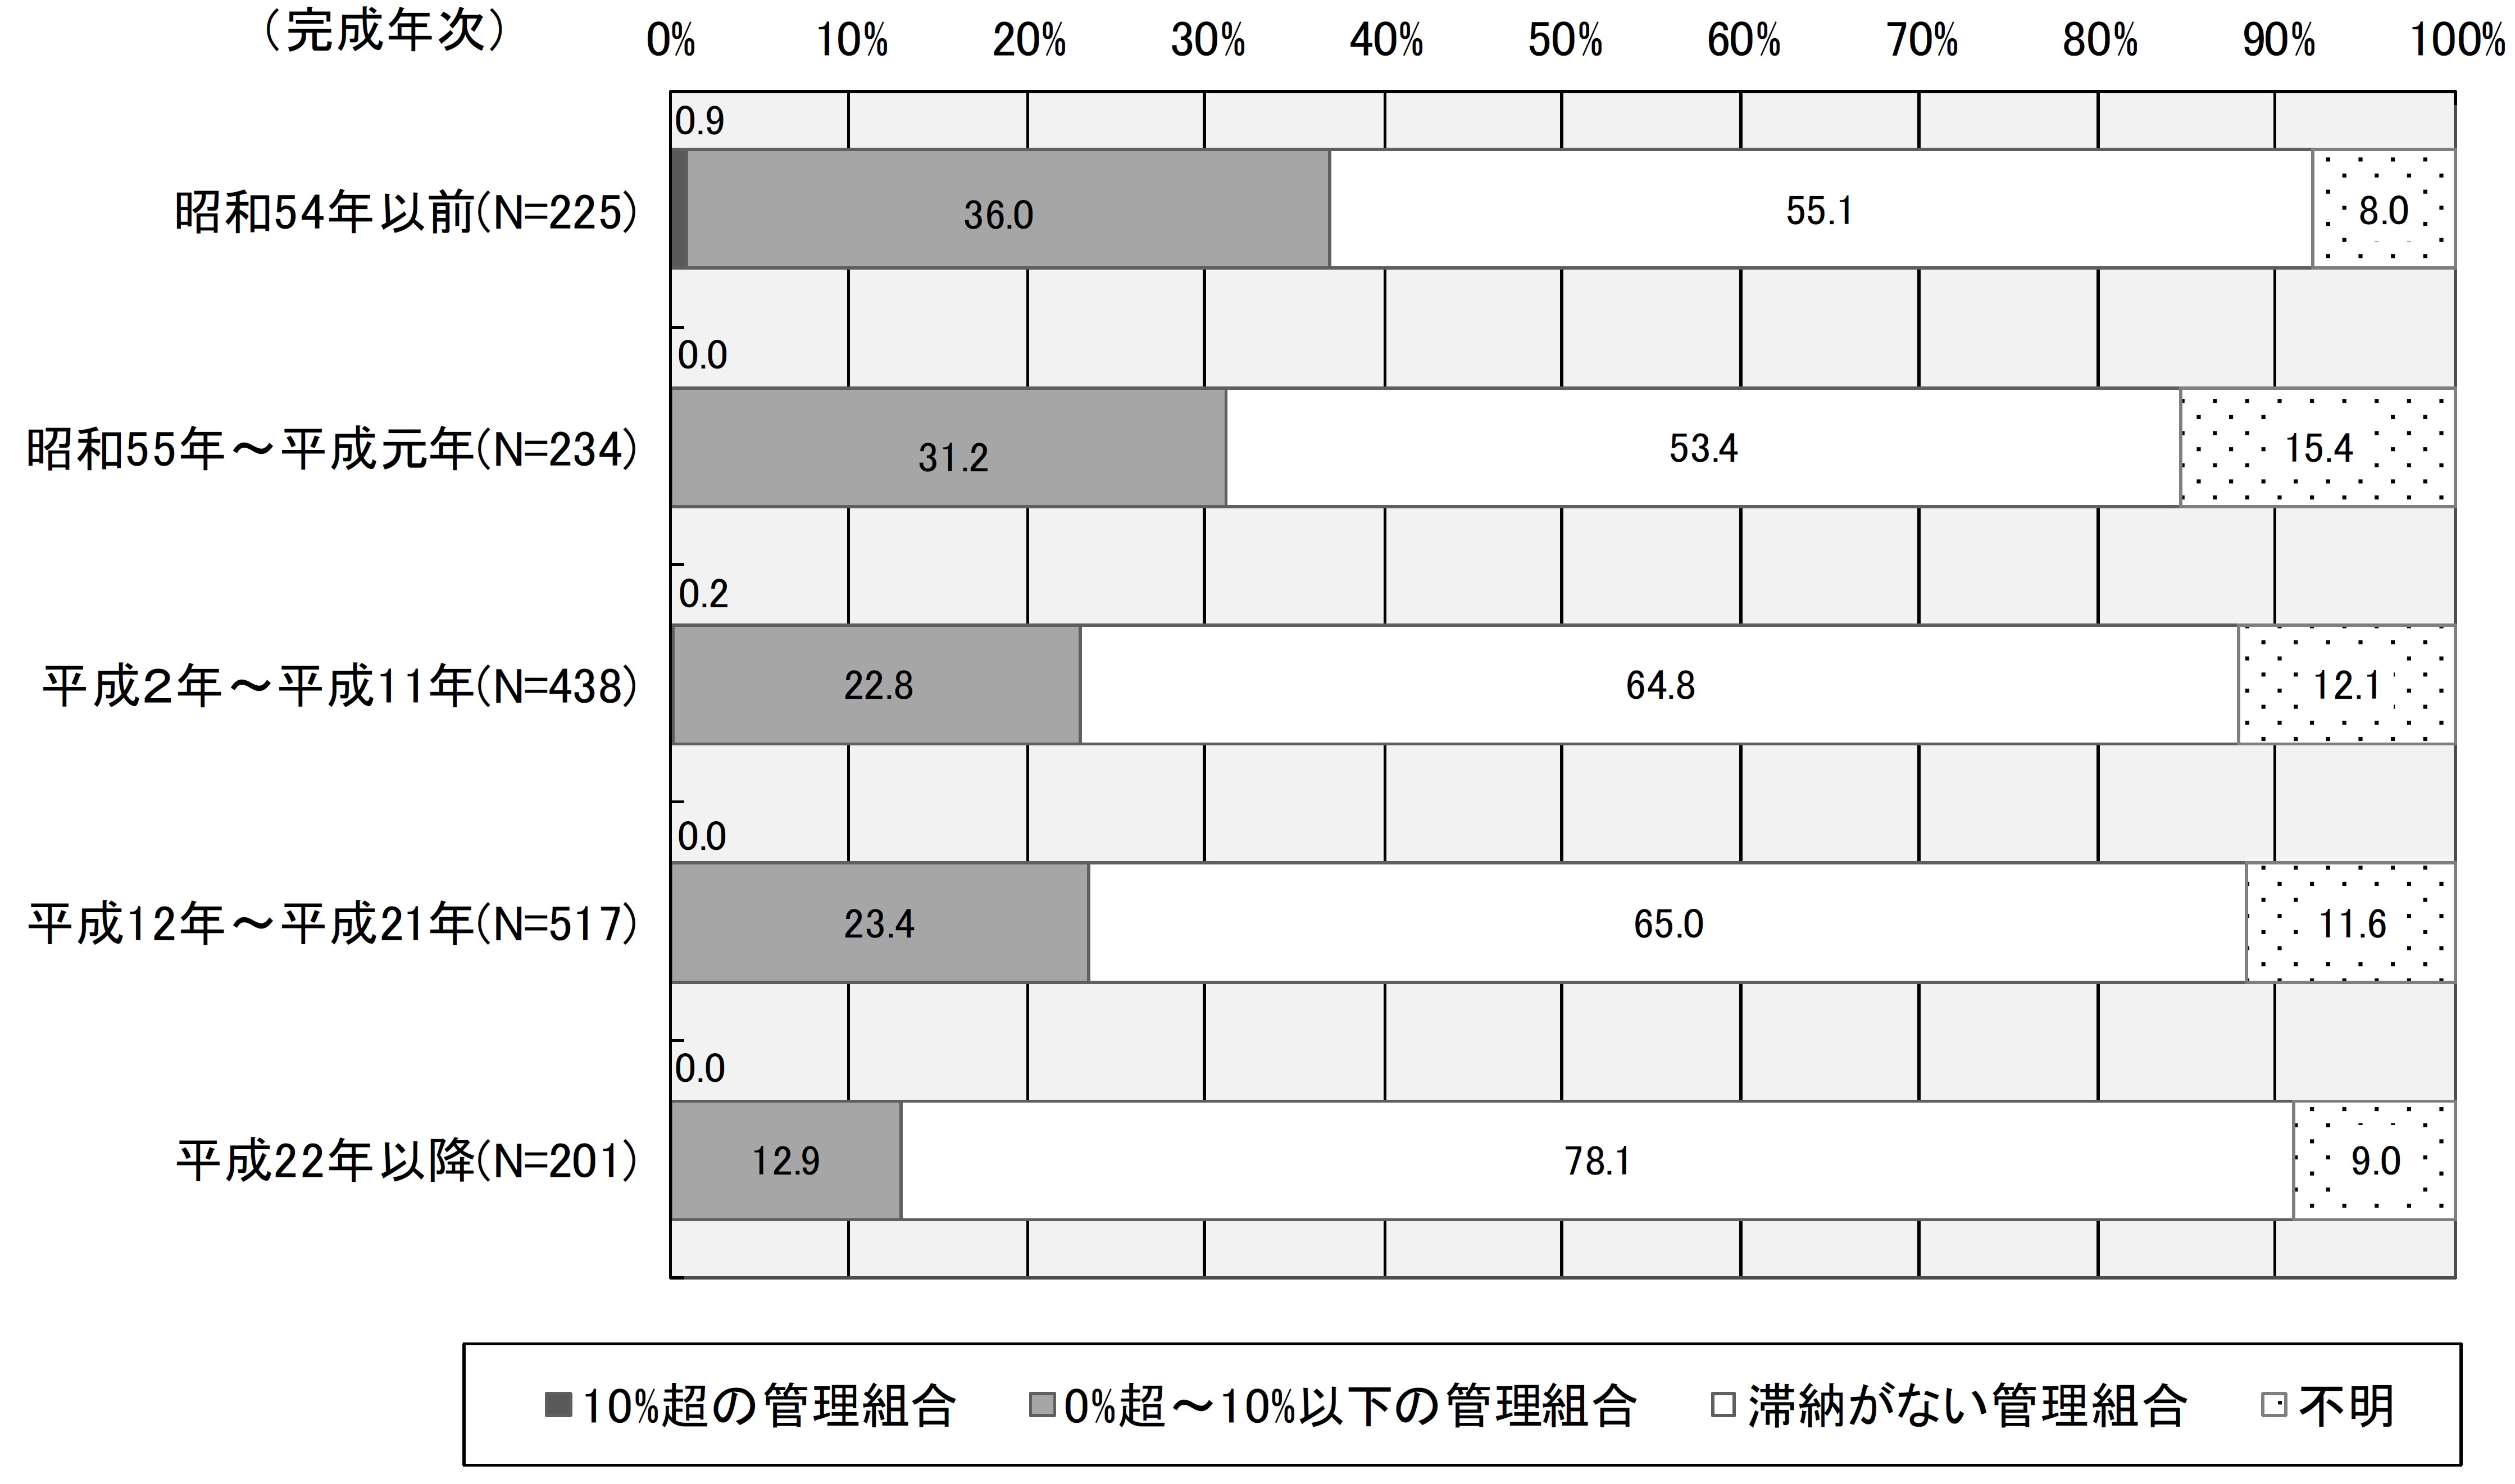 （完成年次）
0% 10% 20% 30% 40% 50% 60% 70% 80% 90% 100%
0.9
昭和54年以前(N=225) 36.0 55.1 8.0
0.0
昭和55年～平成元年(N=234) 31.2 53.4 15.4
0.2
平成２年～平成11年(N=438) 22.8 64.8 12.1
0.0
平成12年～平成21年(N=517) 23.4 65.0 11.6
0.0
平成22年以降(N=201) 12.9 78.1 9.0
10%超の管理組合 0%超～10%以下の管理組合 滞納がない管理組合 不明